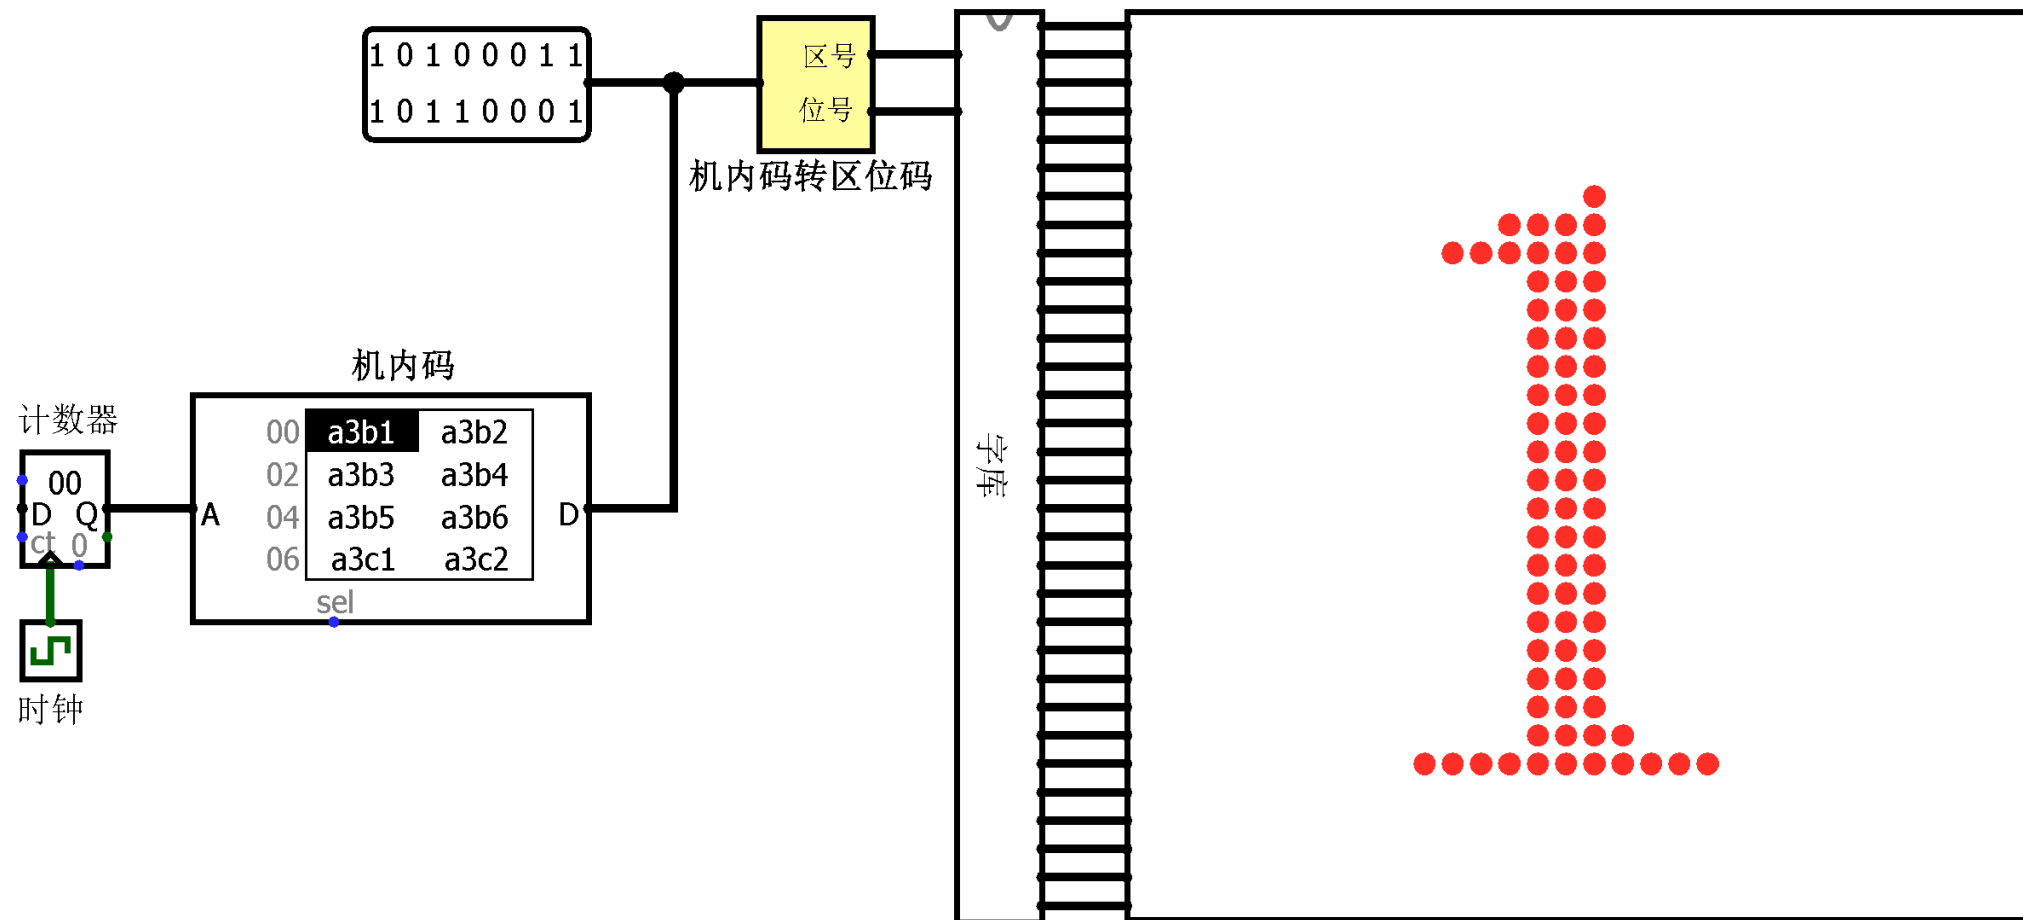 1 0 1 0 0 0 1 1
1 0 1 1 0 0 0 1
区号
位号
机内码转区位码
机内码
计数器
00
D Q
ct 0
时钟
A
00 a3b1 a3b2
02 a3b3 a3b4
04 a3b5 a3b6
06 a3c1 a3c2
D
sel
字库
1